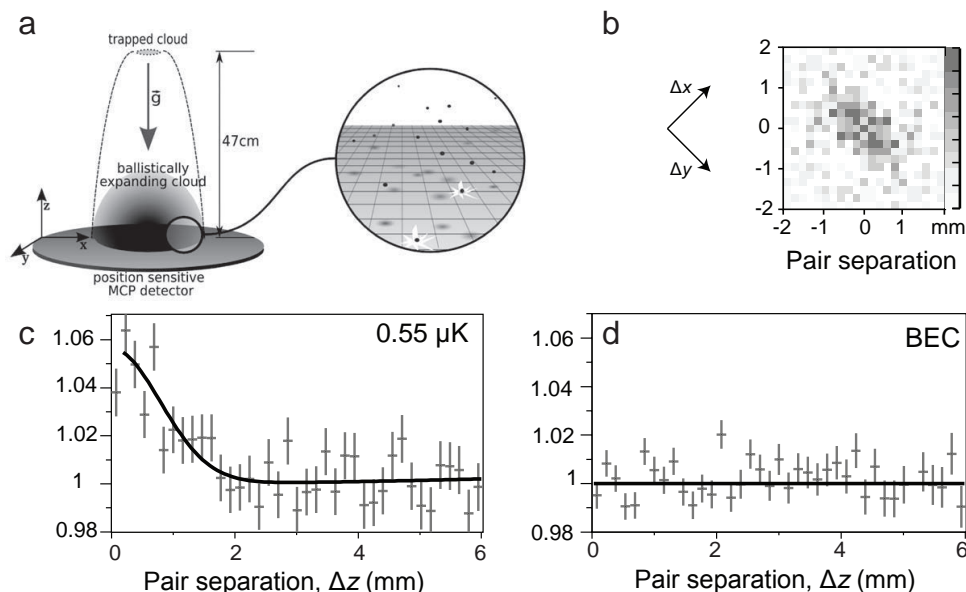 a
trapped cloud
g
47cm
ballistically
expanding cloud
z
x
y
position sensitive
MCP detector
b
2
1
0
-1
-2
Δx
Δy
-2 -1 0 1 mm
Pair separation
c
0.55 µK
1.06
1.04
1.02
1
0.98
0 2 4 6
Pair separation, Δz (mm)
d
BEC
1.06
1.04
1.02
1
0.98
0 2 4 6
Pair separation, Δz (mm)